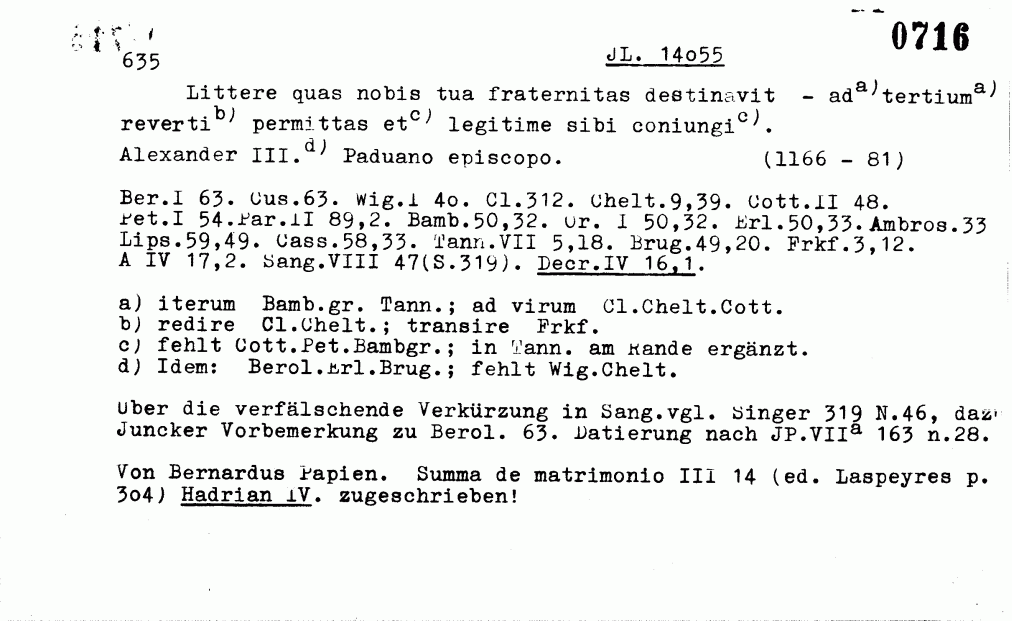 0716
635 JL. 14o55
Littere quas nobis tua fraternitas destinavit - ad a) tertium a)
reverti b) permittas et c) legitime sibi coniungi c).
Alexander III. d) Paduano episcopo. (1166 - 81)
Ber.I 63. Cus.63. Wig.1 4o. Cl.312. Chelt.9,39. Cott.II 48.
Pet.I 54.Par.II 89,2. Bamb.50,32. Or. I 50,32. Erl.50,33.Ambros.33
Lips.59,49. Cass.58,33. Tann.VII 5,18. Brug.49,20. Frkf.3,12.
A IV 17,2. Sang.VIII 47(S.319). Decr.IV 16,1.
a) iterum Bamb.gr. Tann.; ad virum Cl.Chelt.Cott.
b) redire Cl.Chelt.; transire Frkf.
c) fehlt Cott.Pet.Bambgr.; in Tann. am Rande ergänzt.
d) Idem: Berol.Erl.Brug.; fehlt Wig.Chelt.
Uber die verfälschende Verkürzung in Sang.vgl. Singer 319 N.46, dazu
Juncker Vorbemerkung zu Berol. 63. Datierung nach JP.VIIa 163 n.28.
Von Bernardus Papien. Summa de matrimonio III 14 (ed. Laspeyres p.
3o4) Hadrian IV. zugeschrieben!